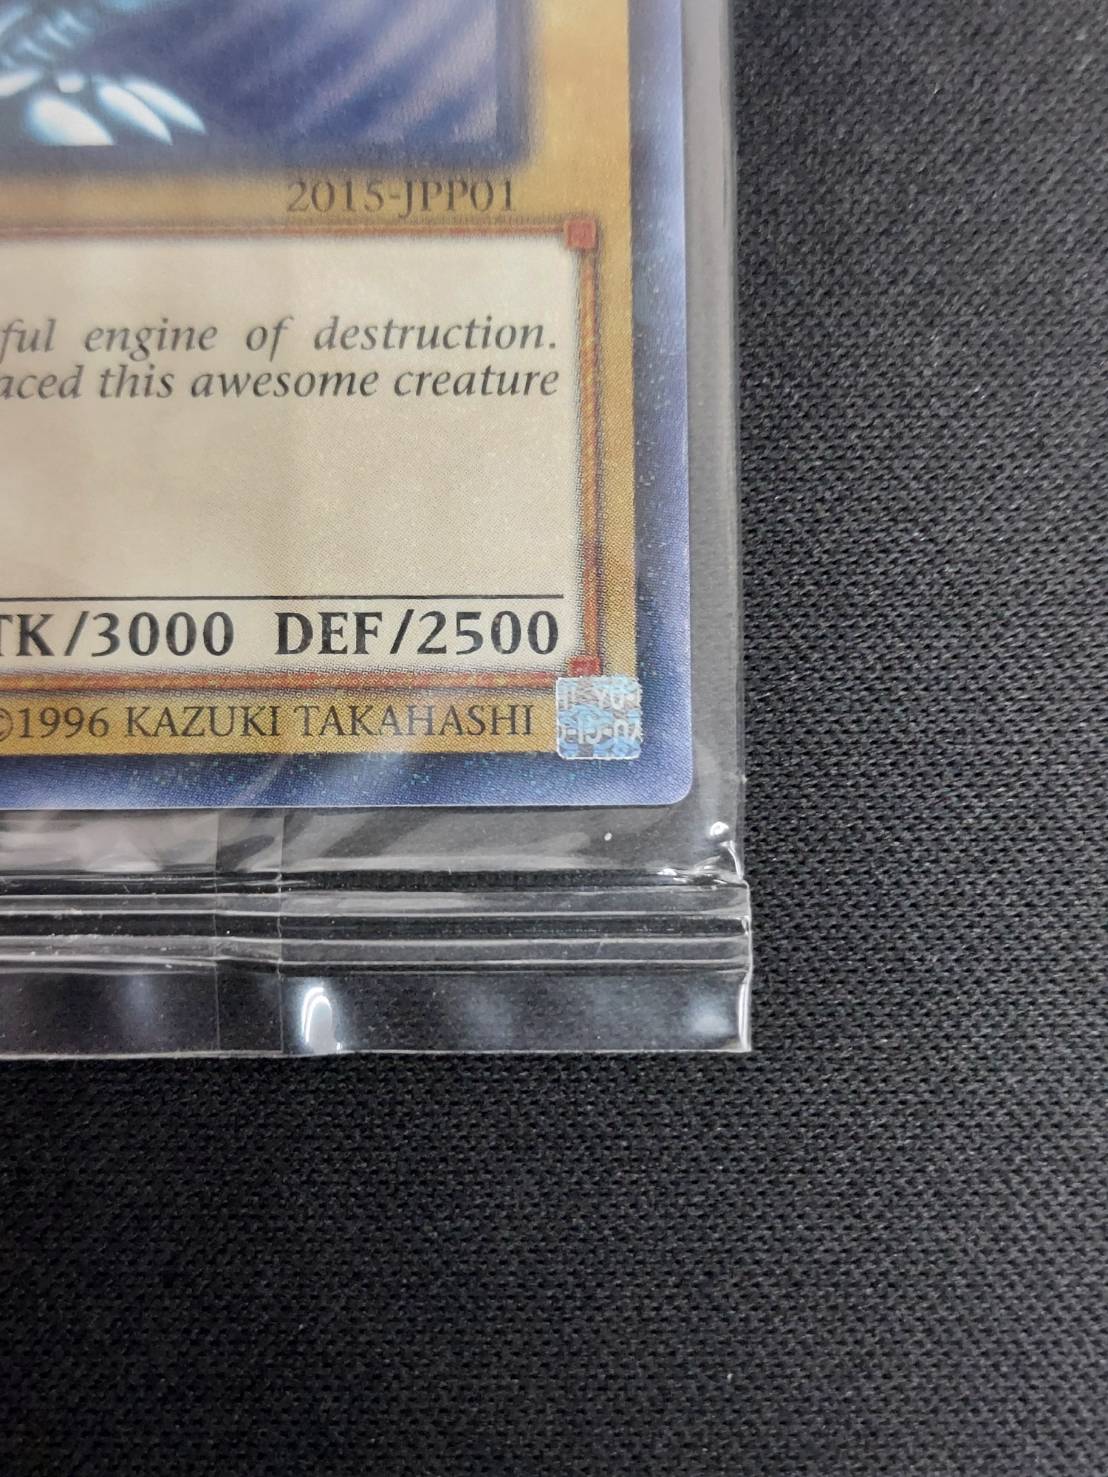 2015-JPP01
ful engine of destruction.
aced this awesome creature
TK/3000 DEF/2500
©1996 KAZUKI TAKAHASHI